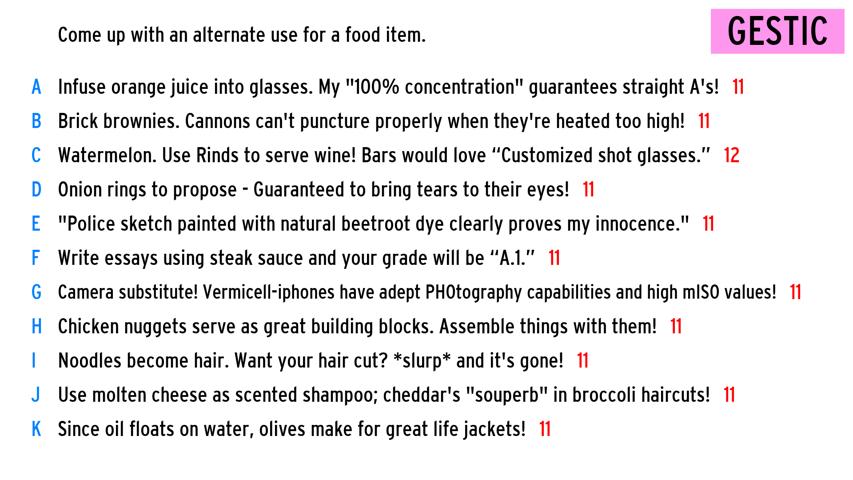 Come up with an alternate use for a food item.
GESTIC
A Infuse orange juice into glasses. My "100% concentration" guarantees straight A's! 11
B Brick brownies. Cannons can't puncture properly when they're heated too high! 11
C Watermelon. Use Rinds to serve wine! Bars would love “Customized shot glasses.” 12
D Onion rings to propose - Guaranteed to bring tears to their eyes! 11
E "Police sketch painted with natural beetroot dye clearly proves my innocence." 11
F Write essays using steak sauce and your grade will be “A.1.” 11
G Camera substitute! Vermicell-iphones have adept PHOtography capabilities and high mISO values! 11
H Chicken nuggets serve as great building blocks. Assemble things with them! 11
I Noodles become hair. Want your hair cut? *slurp* and it's gone! 11
J Use molten cheese as scented shampoo; cheddar's "souperb" in broccoli haircuts! 11
K Since oil floats on water, olives make for great life jackets! 11